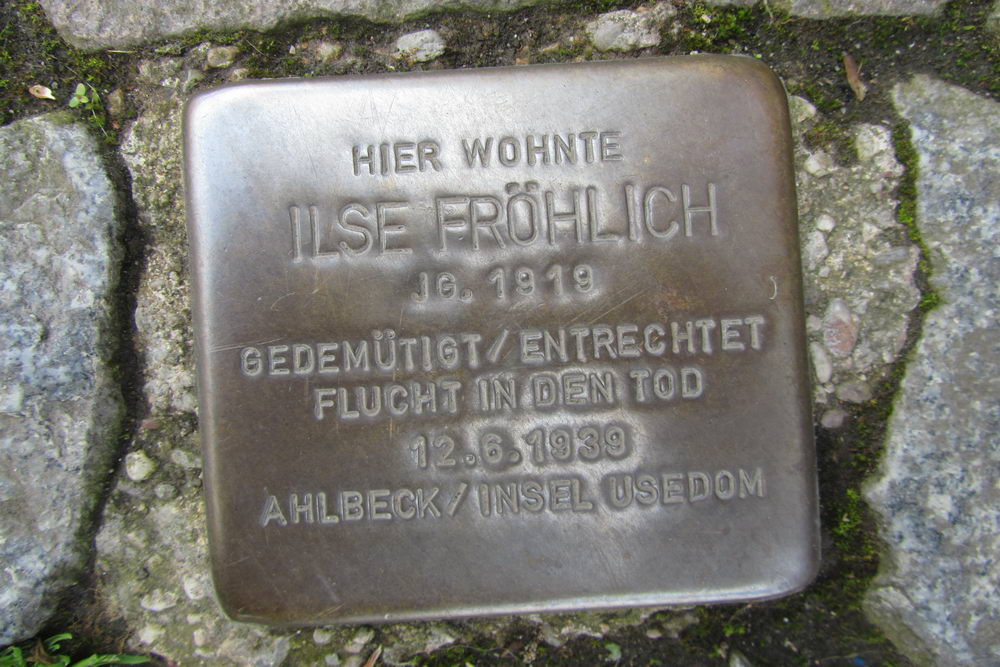 HIER WOHNTE
ILSE FRÖHLICH
JG. 1919
GEDEMÜTIGT/ENTRECHTET
FLUCHT IN DEN TOD
12.6.1939
AHLBECK/INSEL USEDOM